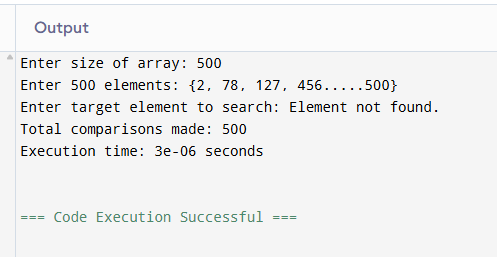 Output
Enter size of array: 500
Enter 500 elements: {2, 78, 127, 456.....500}
Enter target element to search: Element not found.
Total comparisons made: 500
Execution time: 3e-06 seconds
=== Code Execution Successful ===